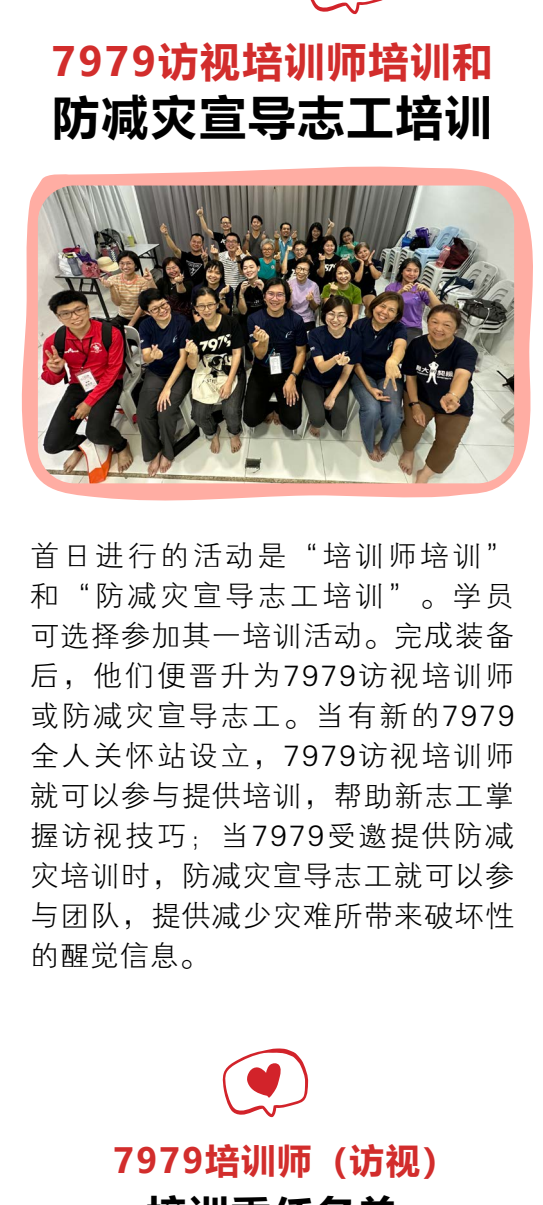 7979访视培训师培训和
防减灾宣导志工培训
7979
首日进行的活动是“培训师培训”
和“防减灾宣导志工培训”。学员
可选择参加其一培训活动。完成装备
后，他们便晋升为7979访视培训师
或防减灾宣导志工。当有新的7979
全人关怀站设立，7979访视培训师
就可以参与提供培训，帮助新志工掌
握访视技巧；当7979受邀提供防减
灾培训时，防减灾宣导志工就可以参
与团队，提供减少灾难所带来破坏性
的醒觉信息。
7979培训师（访视）